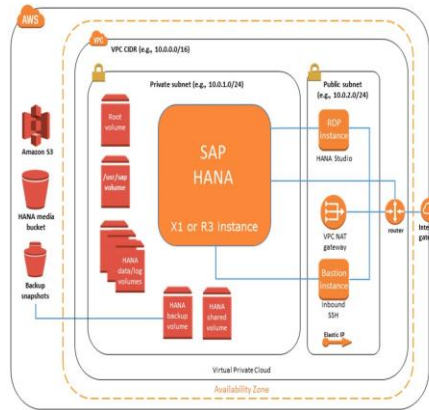 AWS
VPC
VPC CIDR (e.g., 10.0.0.0/16)
Private subnet (e.g., 10.0.1.0/24)
Public subnet
(e.g., 10.0.2.0/24)
Root
volume
/usr/sap
volume
HANA
data/log
volumes
HANA
backup
volume
HANA
shared
volume
SAP
HANA
X1 or R3 instance
RDP
instance
HANA Studio
VPC NAT
gateway
Bastion
instance
Inbound
SSH
Elastic IP
router
gate
Amazon S3
HANA media
bucket
Backup
snapshots
Virtual Private Cloud
Availability Zone